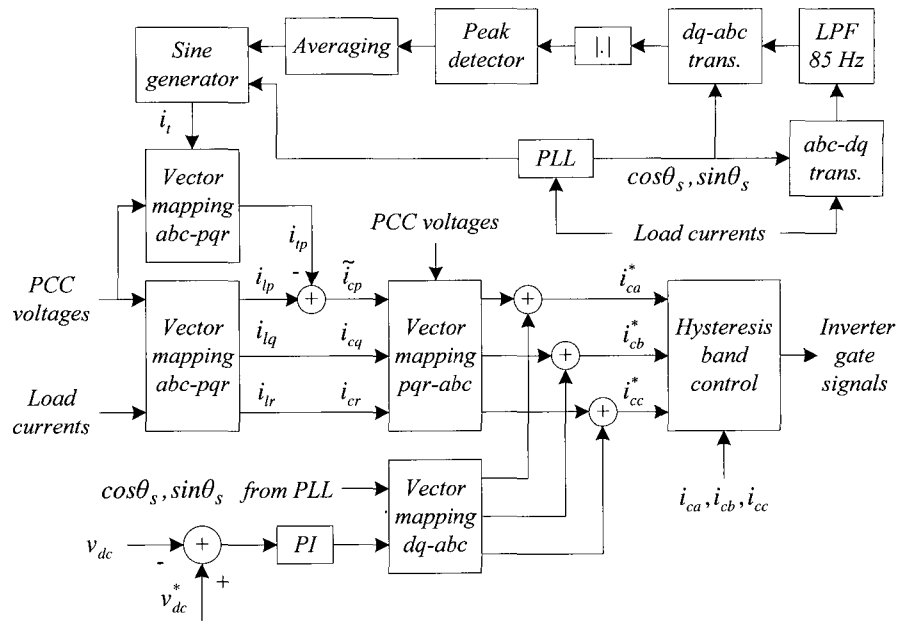 Sine
generator
Averaging
Peak
detector
|.|
dq-abc
trans.
LPF
85 Hz
i_t
PLL
cosθ_s, sinθ_s
abc-dq
trans.
Vector
mapping
abc-pqr
i_tp
PCC voltages
Load currents
PCC
voltages
Vector
mapping
abc-pqr
i_lp
-
+
ĩ_cp
i_lq
i_cq
i_lr
i_cr
Vector
mapping
pqr-abc
+
i*_ca
+
i*_cb
+
i*_cc
Hysteresis
band
control
Inverter
gate
signals
Load
currents
i_ca, i_cb, i_cc
cosθ_s, sinθ_s from PLL
Vector
mapping
dq-abc
v_dc
-
+
PI
v*_dc
+